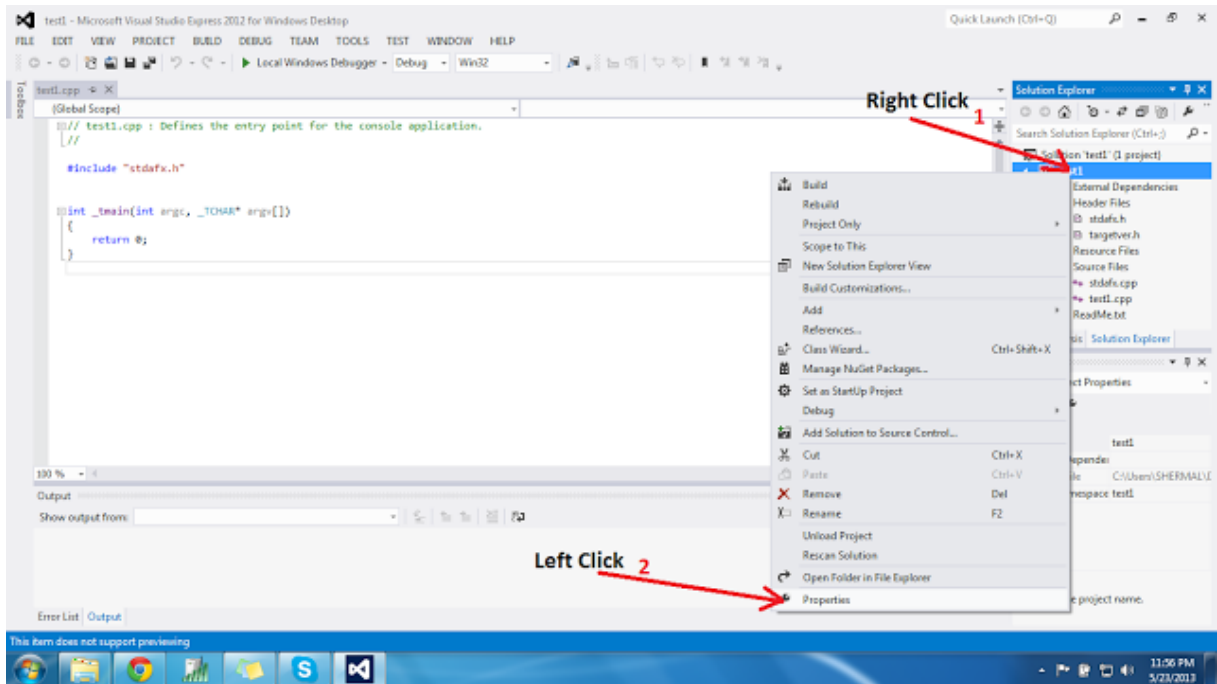 test1 - Microsoft Visual Studio Express 2012 for Windows Desktop
Quick Launch (Ctrl+Q)
FILE EDIT VIEW PROJECT BUILD DEBUG TEAM TOOLS TEST WINDOW HELP
Local Windows Debugger Debug Win32
Toolbox
test1.cpp
(Global Scope)
// test1.cpp : Defines the entry point for the console application.
//
#include "stdafx.h"
int _tmain(int argc, _TCHAR* argv[])
{
return 0;
}
100 %
Output
Show output from:
Error List Output
Right Click 1
Left Click 2
Build
Rebuild
Project Only
Scope to This
New Solution Explorer View
Build Customizations...
Add
References...
Class Wizard... Ctrl+Shift+X
Manage NuGet Packages...
Set as StartUp Project
Debug
Add Solution to Source Control...
Cut Ctrl+X
Paste Ctrl+V
Remove Del
Rename F2
Unload Project
Rescan Solution
Open Folder in File Explorer
Properties
Solution Explorer
Search Solution Explorer (Ctrl+;)
Solution 'test1' (1 project)
External Dependencies
Header Files
stdafx.h
targetver.h
Resource Files
Source Files
stdafx.cpp
test1.cpp
ReadMe.txt
Solution Explorer
Properties
test1
C:\Users\SHERMAL\
test1
project name.
This item does not support previewing
11:56 PM
5/23/2013